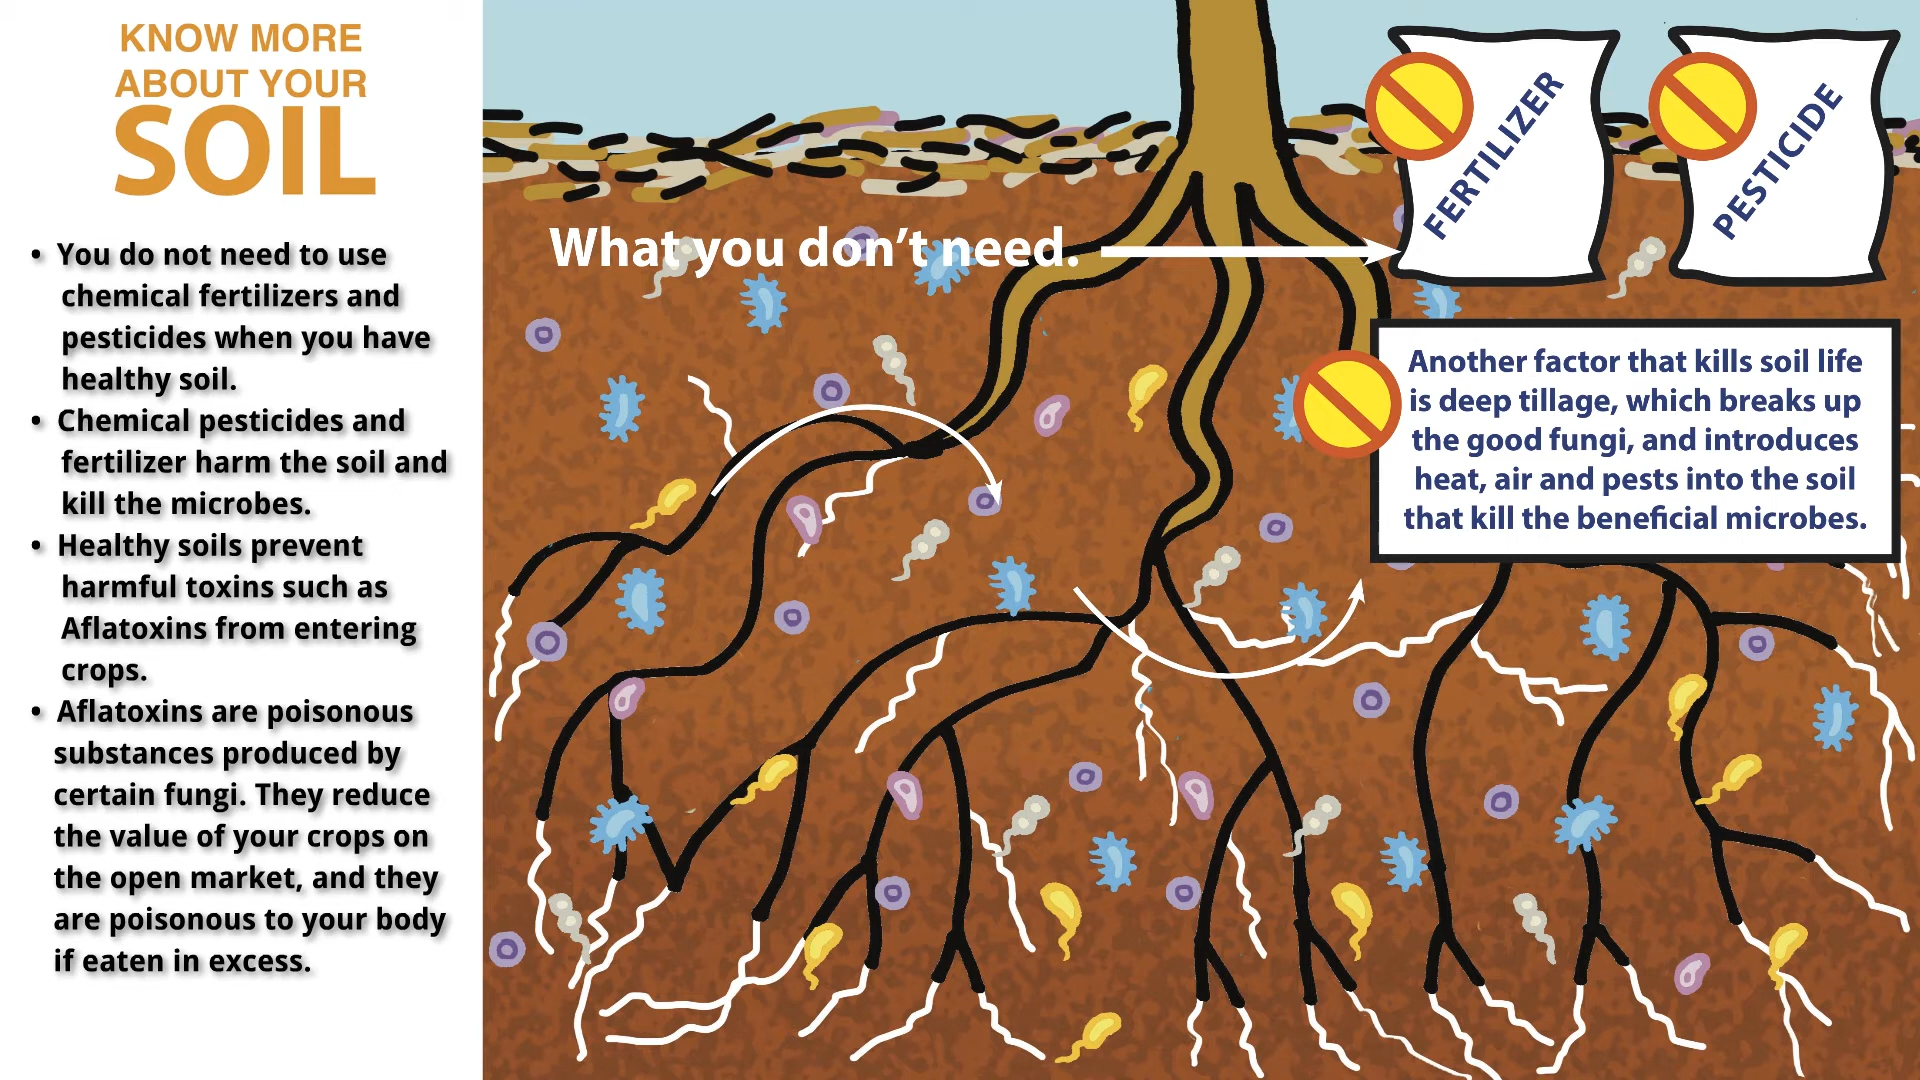 KNOW MORE
ABOUT YOUR
SOIL
• You do not need to use
chemical fertilizers and
pesticides when you have
healthy soil.
• Chemical pesticides and
fertilizer harm the soil and
kill the microbes.
• Healthy soils prevent
harmful toxins such as
Aflatoxins from entering
crops.
• Aflatoxins are poisonous
substances produced by
certain fungi. They reduce
the value of your crops on
the open market, and they
are poisonous to your body
if eaten in excess.
What you don't need.
FERTILIZER
PESTICIDE
Another factor that kills soil life
is deep tillage, which breaks up
the good fungi, and introduces
heat, air and pests into the soil
that kill the beneficial microbes.